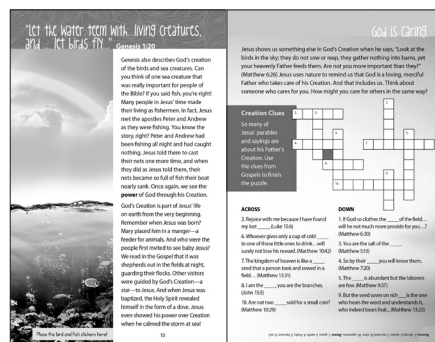 "Let the water teem with...living creatures,
and let birds fly." Genesis 1:20
Genesis also describes God's creation
of the birds and sea creatures. Can
you think of one sea creature that
was really important for people of
the Bible? If you said fish, you're right!
Many people in Jesus' time made
their living as fishermen. In fact, Jesus
met the apostles Peter and Andrew
as they were fishing. You know the
story, right? Peter and Andrew had
been fishing all night and had caught
nothing. Jesus told them to cast
their nets one more time, and when
they did as Jesus told them, their
nets became so full of fish their boat
nearly sank. Once again, we see the
power of God through his Creation.
God's Creation is part of Jesus' life
on earth from the very beginning.
Remember when Jesus was born?
Mary placed him in a manger—a
feeder for animals. And who were the
people first invited to see baby Jesus?
We read in the Gospel that it was
shepherds out in the fields at night,
guarding their flocks. Other visitors
were guided by God's Creation—a
star—to Jesus. And when Jesus was
baptized, the Holy Spirit revealed
himself in the form of a dove. Jesus
even showed his power over Creation
when he calmed the storm at sea!
Place the bird and fish stickers here!
10
God is Caring
Jesus shows us something else in God's Creation when he says, "Look at the
birds in the sky; they do not sow or reap, they gather nothing into barns, yet
your heavenly Father feeds them. Are not you more important than they?"
(Matthew 6:26) Jesus uses nature to remind us that God is a loving, merciful
Father who takes care of his Creation. And that includes us. Think about
someone who cares for you. How might you care for others in the same way?
Creation Clues
So many of
Jesus' parables
and sayings are
about his Father's
Creation. Use
the clues from
Gospels to finish
the puzzle.
ACROSS
2. Rejoice with me because I have found
my lost ____. (Luke 15:6)
6. Whoever gives only a cup of cold ____
to one of these little ones to drink...will
surely not lose his reward. (Matthew 10:42)
7. The kingdom of heaven is like a ____
seed that a person took and sowed in a
field.... (Matthew 13:31)
8. I am the ____, you are the branches.
(John 15:5)
10. Are not two ____ sold for a small coin?
(Matthew 10:29)
DOWN
1. If God so clothes the ____ of the field...
will he not much more provide for you...?
(Matthew 6:30)
3. You are the salt of the ____.
(Matthew 5:13)
4. So by their ____ you will know them.
(Matthew 7:20)
5. The ____ is abundant but the laborers
are few. (Matthew 9:37)
9. But the seed sown on rich ___ is the one
who hears the word and understands it,
who indeed bears fruit... (Matthew 13:23)